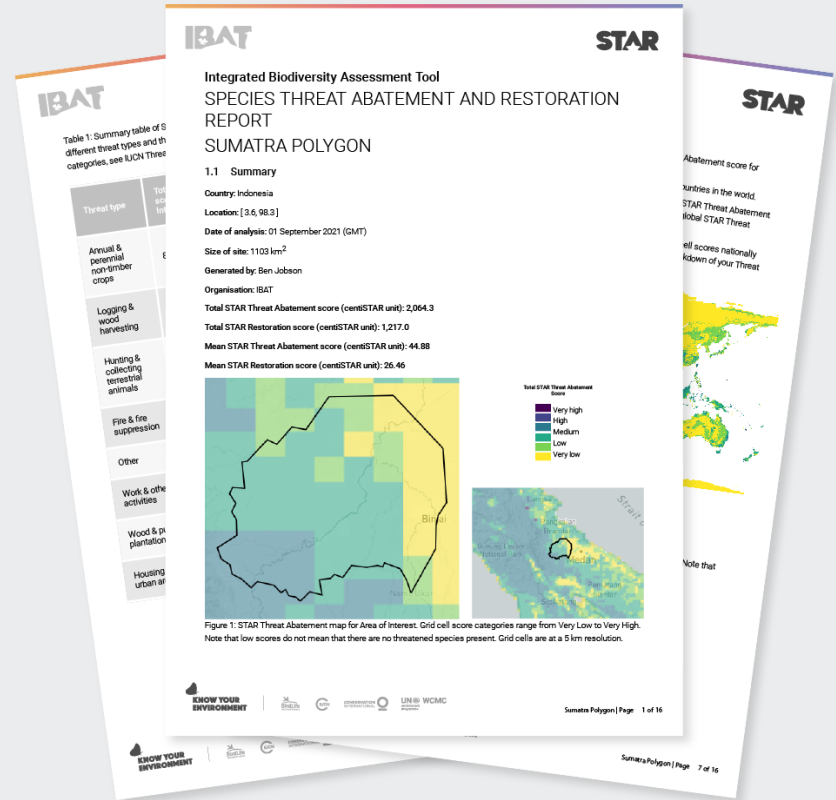 IBAT
STAR
Integrated Biodiversity Assessment Tool
SPECIES THREAT ABATEMENT AND RESTORATION
REPORT
SUMATRA POLYGON
1.1 Summary
Country: Indonesia
Location: [ 3.6, 98.3 ]
Date of analysis: 01 September 2021 (GMT)
Size of site: 1103 km2
Generated by: Ben Jobson
Organisation: IBAT
Total STAR Threat Abatement score (centiSTAR unit): 2,064.3
Total STAR Restoration score (centiSTAR unit): 1,217.0
Mean STAR Threat Abatement score (centiSTAR unit): 44.88
Mean STAR Restoration score (centiSTAR unit): 26.46
Total STAR Threat Abatement
Score
Very high
High
Medium
Low
Very low
Strait
Figure 1: STAR Threat Abatement map for Area of Interest. Grid cell score categories range from Very Low to Very High.
Note that low scores do not mean that there are no threatened species present. Grid cells are at a 5 km resolution.
KNOW YOUR
ENVIRONMENT
BirdLife
IUCN
CONSERVATION
INTERNATIONAL
UN WCMC
Sumatra Polygon | Page 1 of 16
IBAT
Table 1: Summary table of S
different threat types and th
categories, see IUCN Threa
Threat type
Annual &
perennial
non-timber
crops
Logging &
wood
harvesting
Hunting &
collecting
terrestrial
animals
Fire & fire
suppression
Other
Work & othe
activities
Wood & pu
plantation
Housing
urban ar
KNOW YOUR
ENVIRONMENT
STAR
Abatement score for
untries in the world.
STAR Threat Abatement
lobal STAR Threat
ell scores nationally
kdown of your Threat
Note that
Sumatra Polygon | Page 7 of 16